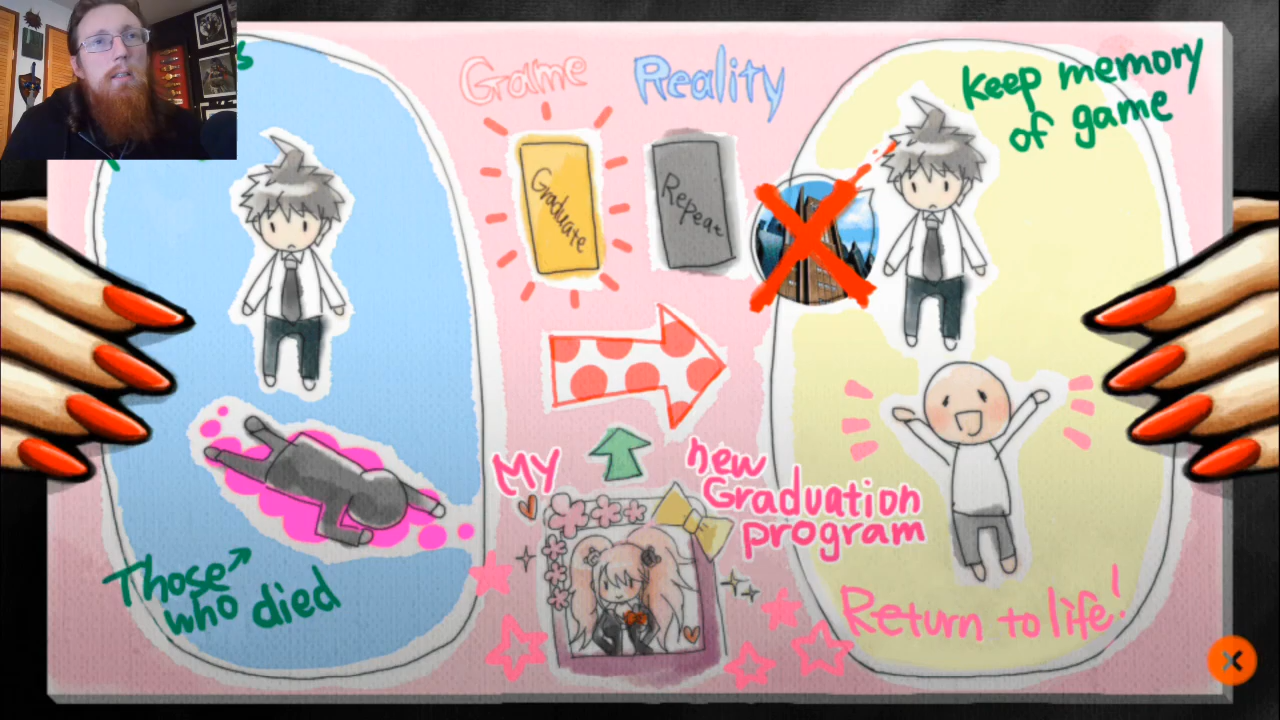 Game
Reality
keep memory
of game
Graduate
Repeat
MY
new
Graduation
program
Those
who died
Return to life!